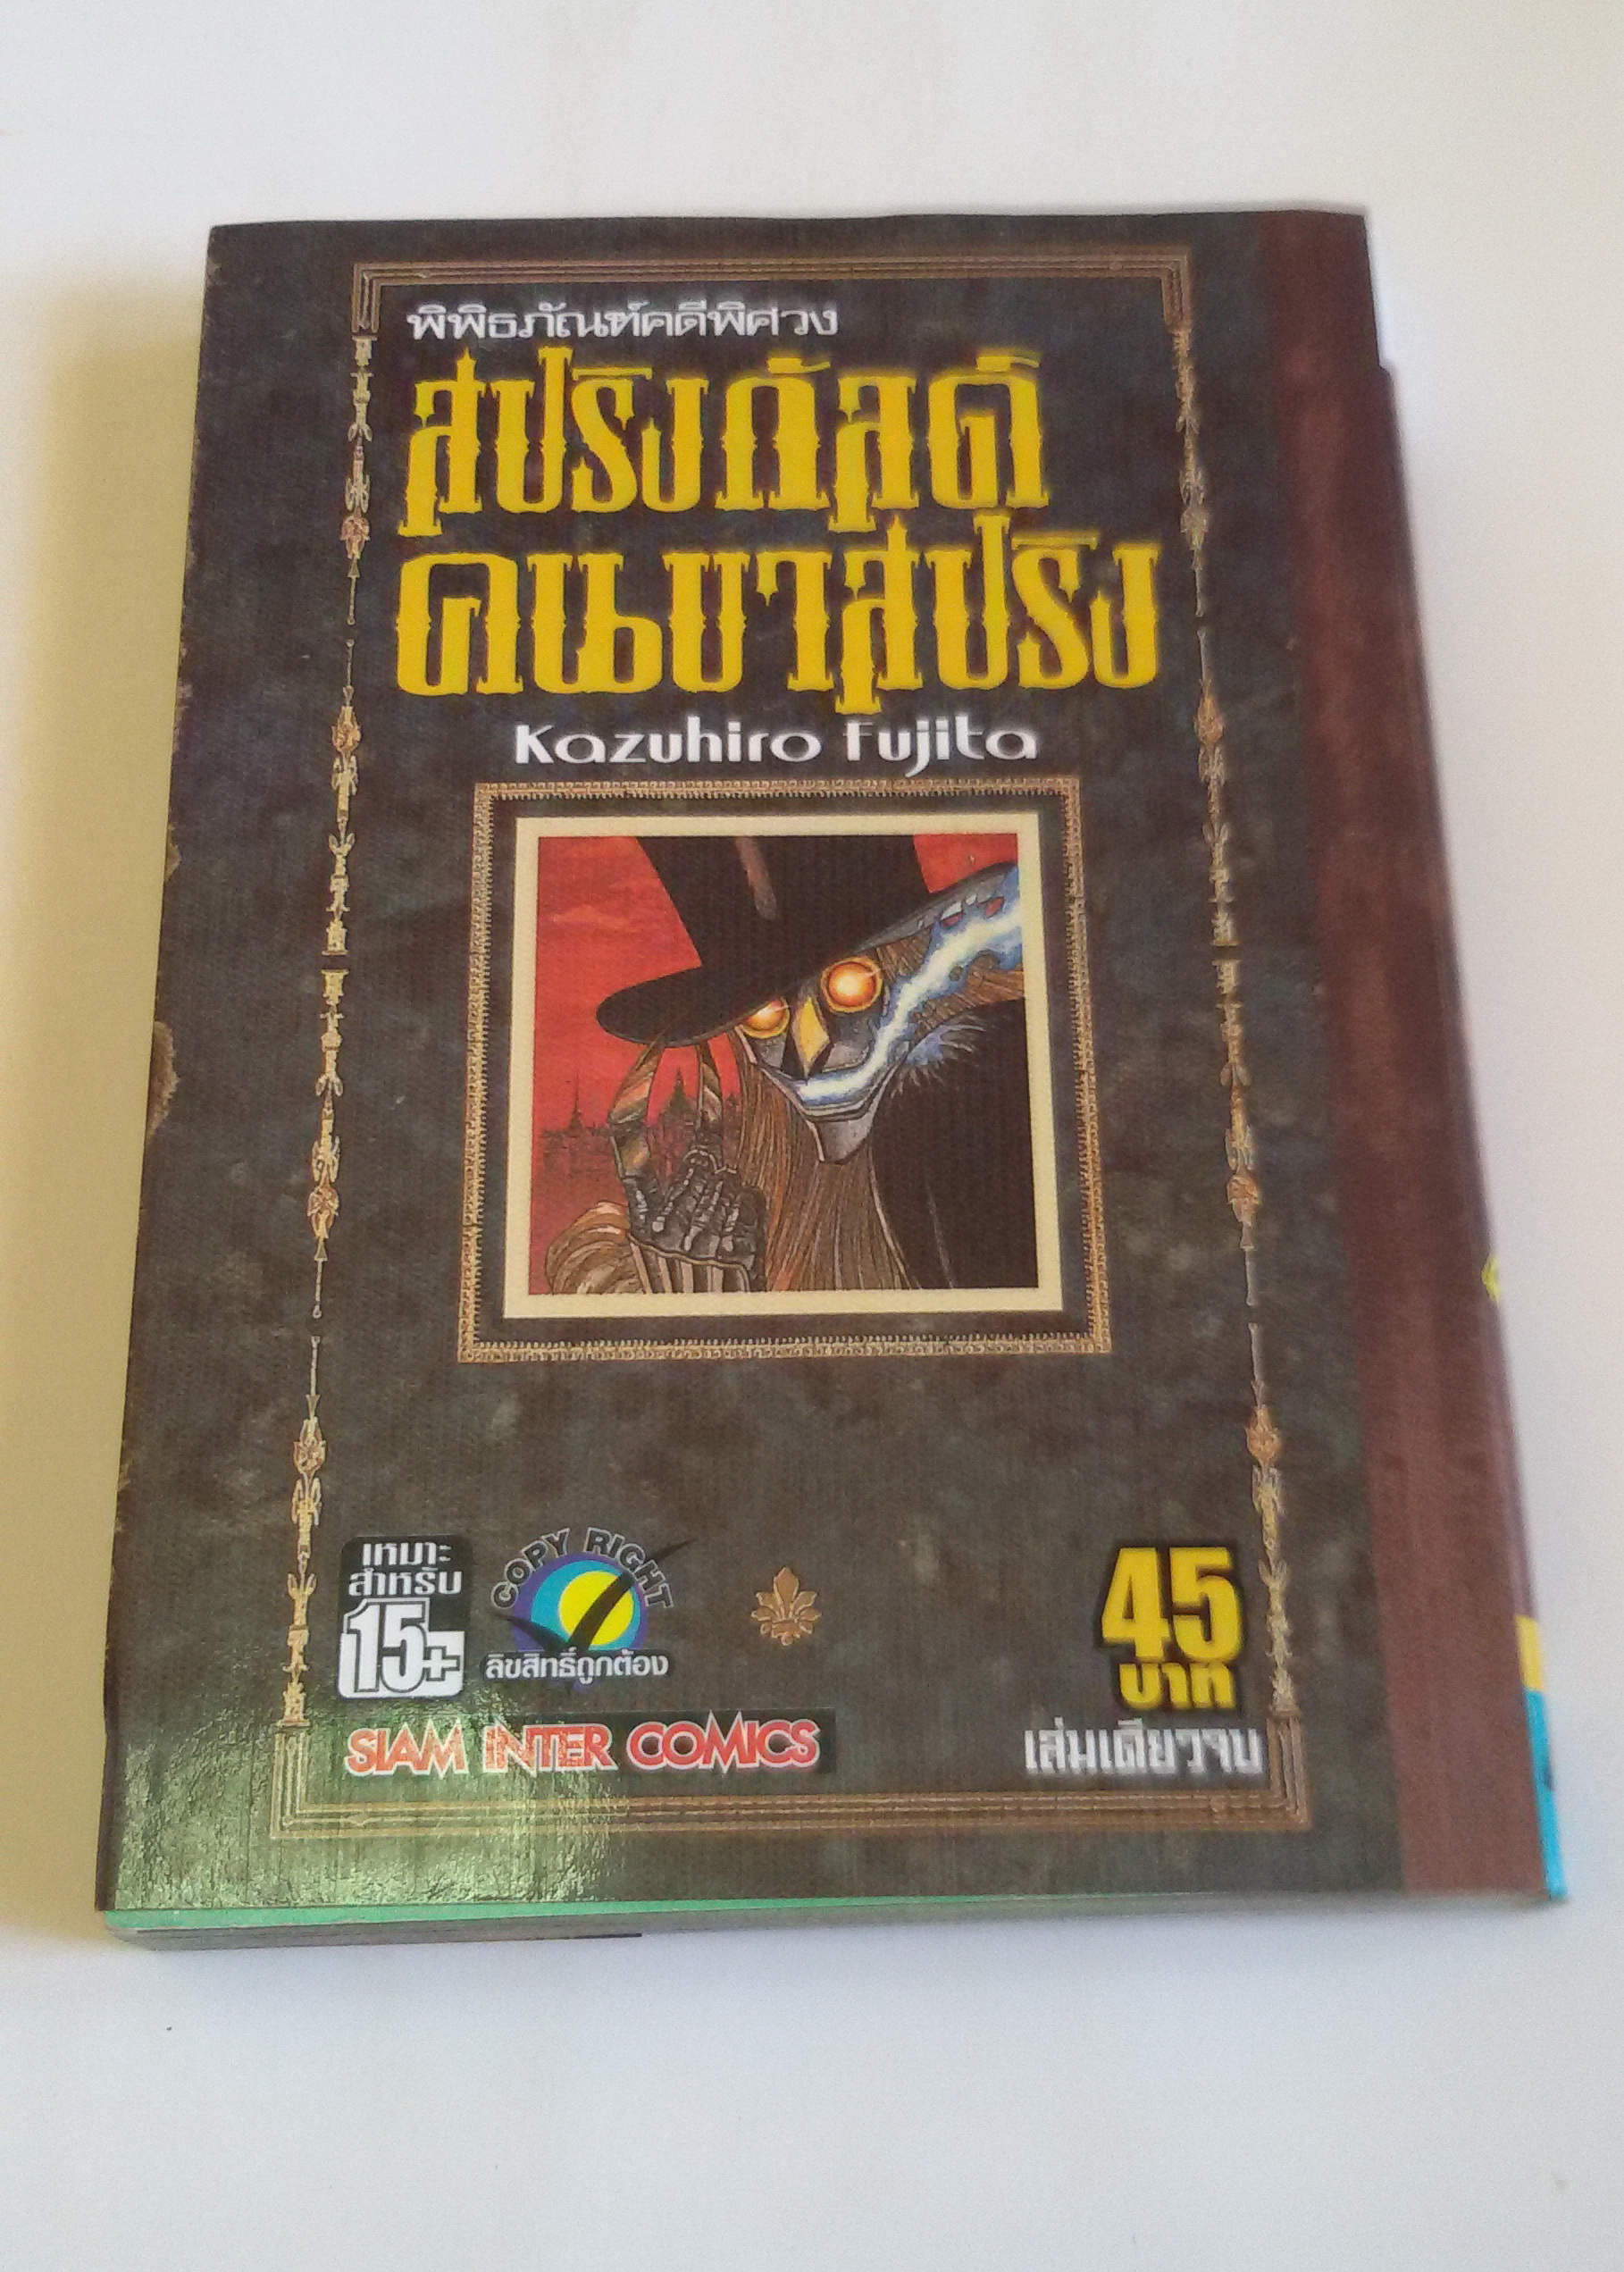 พิพิธภัณฑ์คดีพิศวง
สปริงกัลด์
คนขาสปริง
Kazuhiro Fujita
เหมาะ
สำหรับ
15+
COPY RIGHT
ลิขสิทธิ์ถูกต้อง
45
บาท
SIAM INTER COMICS
เล่มเดียวจบ